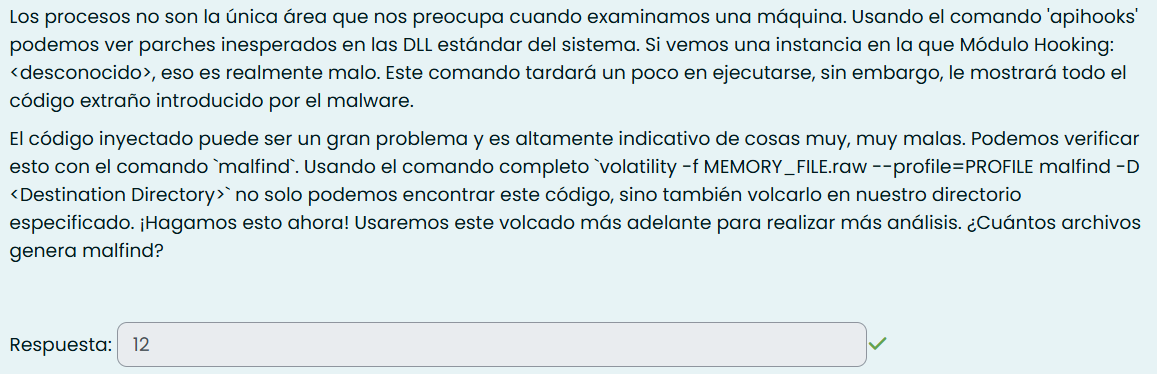 Los procesos no son la única área que nos preocupa cuando examinamos una máquina. Usando el comando 'apihooks'
podemos ver parches inesperados en las DLL estándar del sistema. Si vemos una instancia en la que Módulo Hooking:
<desconocido>, eso es realmente malo. Este comando tardará un poco en ejecutarse, sin embargo, le mostrará todo el
código extraño introducido por el malware.
El código inyectado puede ser un gran problema y es altamente indicativo de cosas muy, muy malas. Podemos verificar
esto con el comando `malfind`. Usando el comando completo `volatility -f MEMORY_FILE.raw --profile=PROFILE malfind -D
<Destination Directory>` no solo podemos encontrar este código, sino también volcarlo en nuestro directorio
especificado. ¡Hagamos esto ahora! Usaremos este volcado más adelante para realizar más análisis. ¿Cuántos archivos
genera malfind?
Respuesta: 12